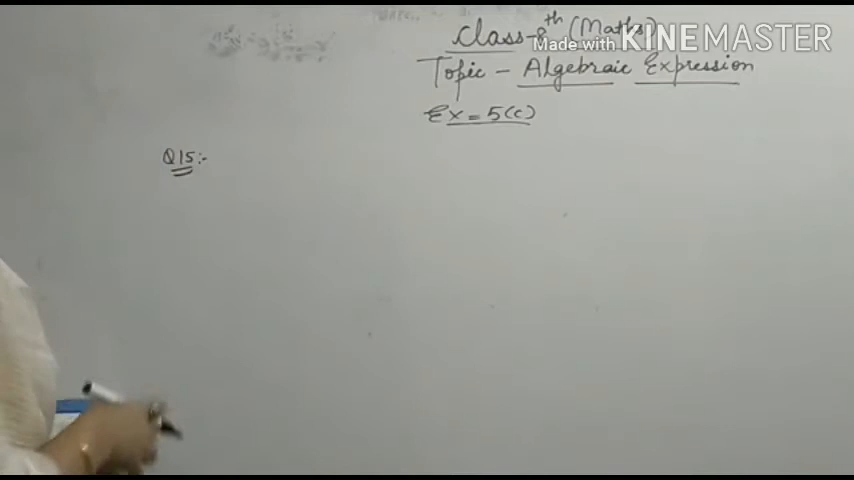 Class-8th (Maths)
Made with KINEMASTER
Topic - Algebraic Expression
Ex = 5(c)
Q15:-